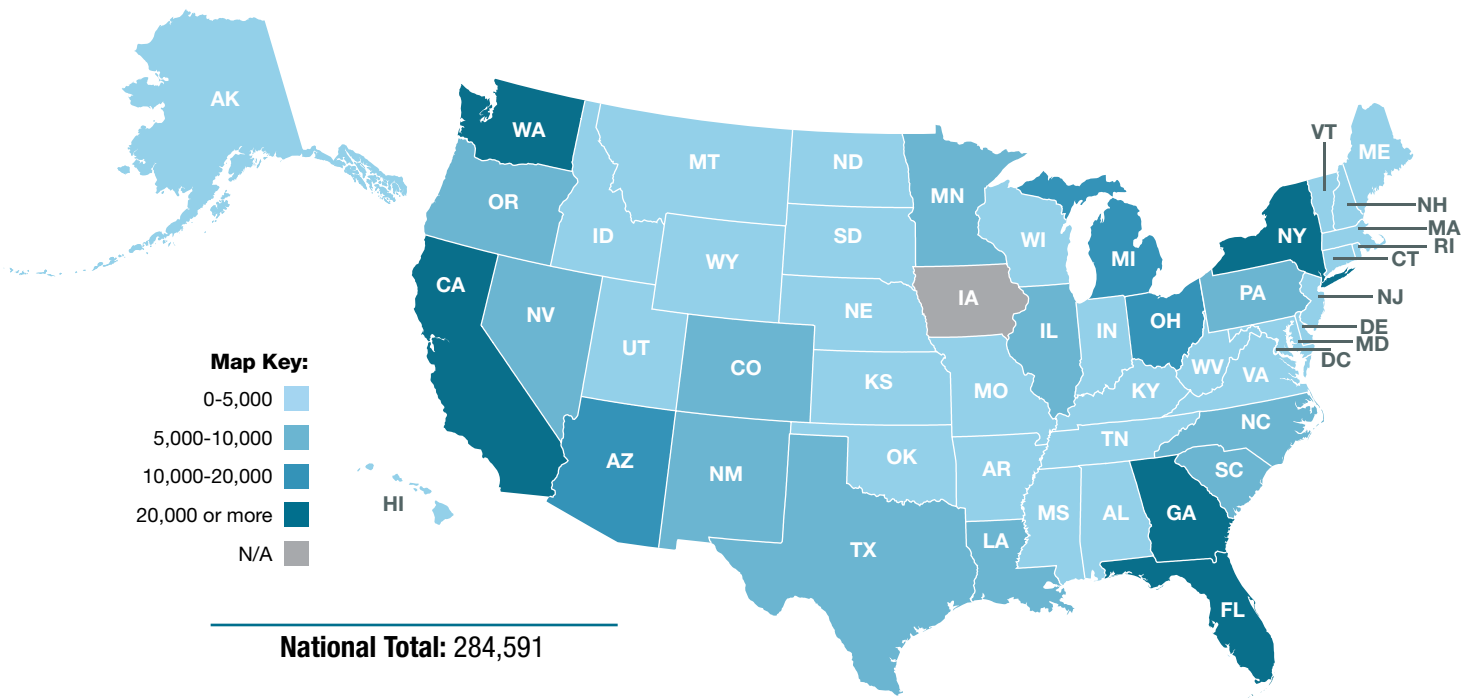 AK
WA
VT
ME
MT
ND
MN
OR
NH
ID
SD
WI
NY
MA
RI
MI
CT
WY
CA
IA
PA
NJ
NV
NE
OH
IL
IN
DE
MD
DC
UT
CO
WV
VA
KS
MO
KY
Map Key:
0-5,000
5,000-10,000
10,000-20,000
20,000 or more
N/A
NC
TN
AZ
NM
OK
AR
SC
HI
MS
AL
GA
TX
LA
FL
National Total: 284,591